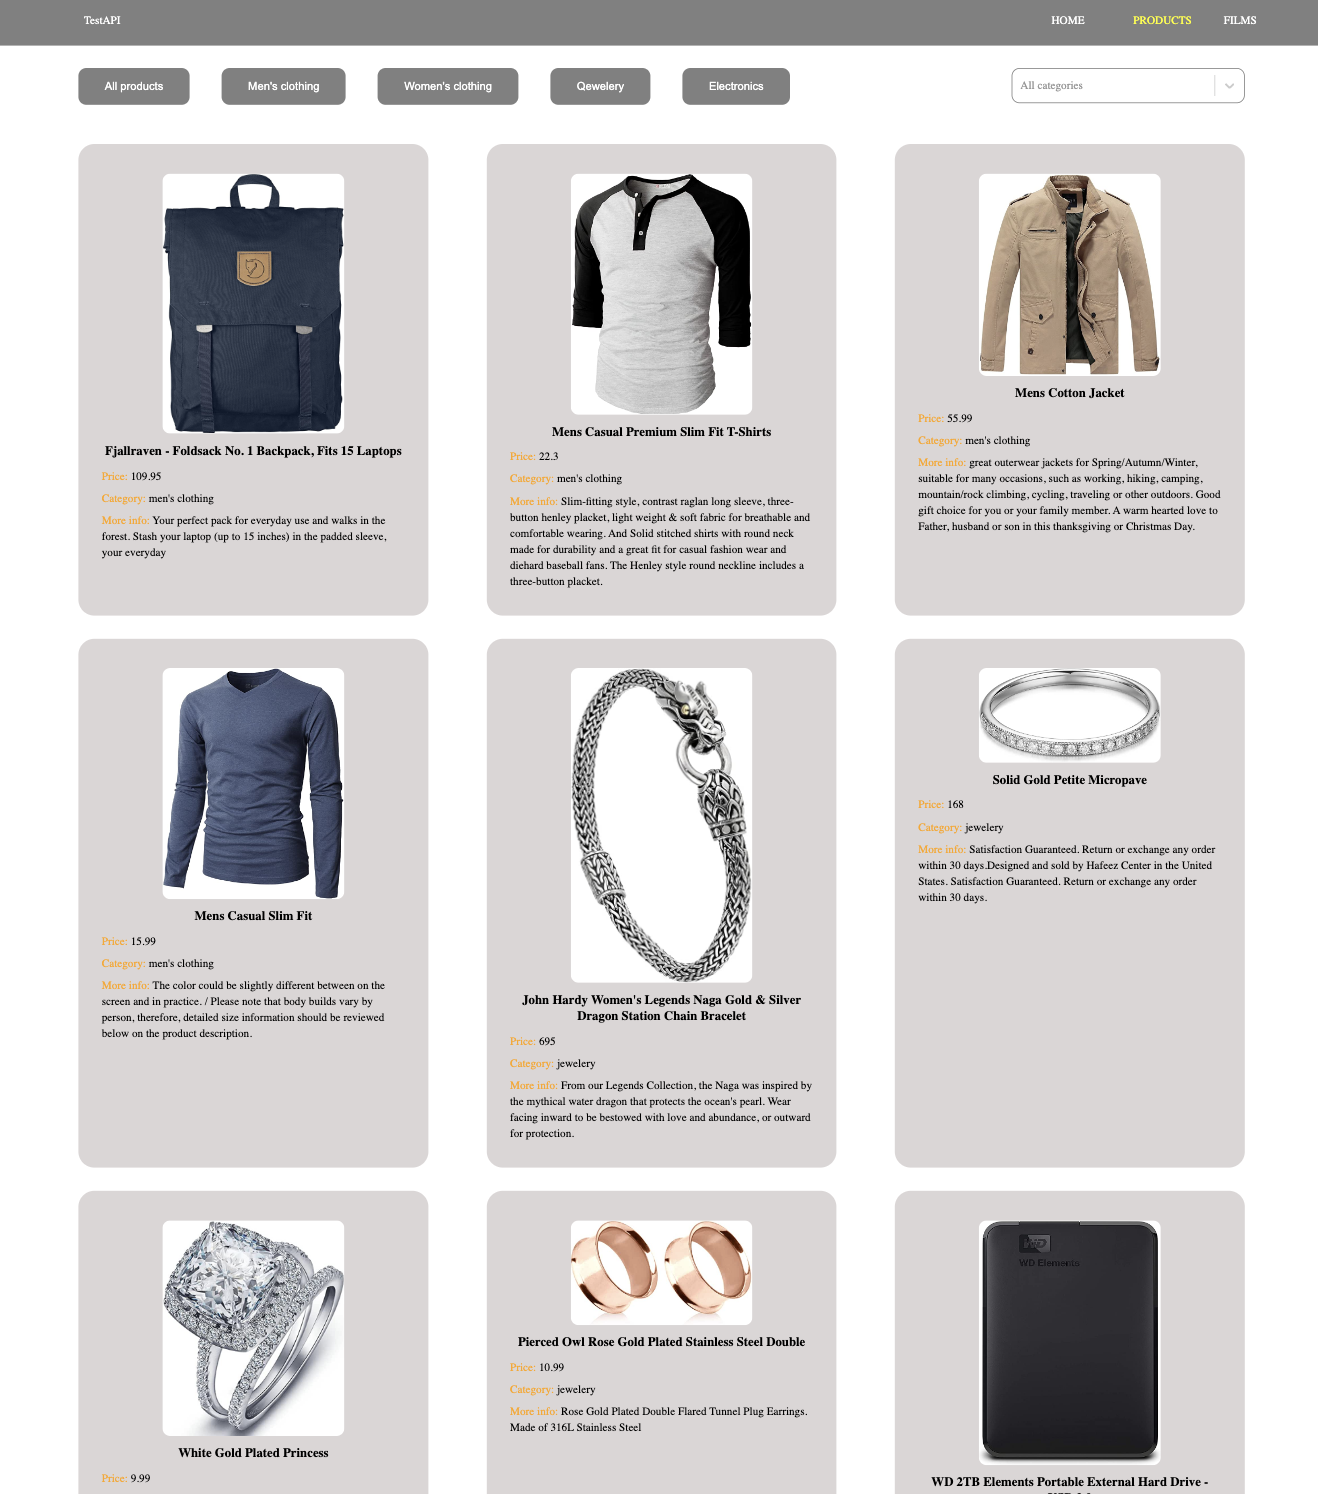 TestAPI
HOME
PRODUCTS
FILMS
All products
Men's clothing
Women's clothing
Qewelery
Electronics
All categories
Fjallraven - Foldsack No. 1 Backpack, Fits 15 Laptops
Price: 109.95
Category: men's clothing
More info: Your perfect pack for everyday use and walks in the
forest. Stash your laptop (up to 15 inches) in the padded sleeve,
your everyday
Mens Casual Premium Slim Fit T-Shirts
Price: 22.3
Category: men's clothing
More info: Slim-fitting style, contrast raglan long sleeve, three-
button henley placket, light weight & soft fabric for breathable and
comfortable wearing. And Solid stitched shirts with round neck
made for durability and a great fit for casual fashion wear and
diehard baseball fans. The Henley style round neckline includes a
three-button placket.
Mens Cotton Jacket
Price: 55.99
Category: men's clothing
More info: great outerwear jackets for Spring/Autumn/Winter,
suitable for many occasions, such as working, hiking, camping,
mountain/rock climbing, cycling, traveling or other outdoors. Good
gift choice for you or your family member. A warm hearted love to
Father, husband or son in this thanksgiving or Christmas Day.
Mens Casual Slim Fit
Price: 15.99
Category: men's clothing
More info: The color could be slightly different between on the
screen and in practice. / Please note that body builds vary by
person, therefore, detailed size information should be reviewed
below on the product description.
John Hardy Women's Legends Naga Gold & Silver
Dragon Station Chain Bracelet
Price: 695
Category: jewelery
More info: From our Legends Collection, the Naga was inspired by
the mythical water dragon that protects the ocean's pearl. Wear
facing inward to be bestowed with love and abundance, or outward
for protection.
Solid Gold Petite Micropave
Price: 168
Category: jewelery
More info: Satisfaction Guaranteed. Return or exchange any order
within 30 days.Designed and sold by Hafeez Center in the United
States. Satisfaction Guaranteed. Return or exchange any order
within 30 days.
White Gold Plated Princess
Price: 9.99
Pierced Owl Rose Gold Plated Stainless Steel Double
Price: 10.99
Category: jewelery
More info: Rose Gold Plated Double Flared Tunnel Plug Earrings.
Made of 316L Stainless Steel
WD
WD Elements
WD 2TB Elements Portable External Hard Drive -